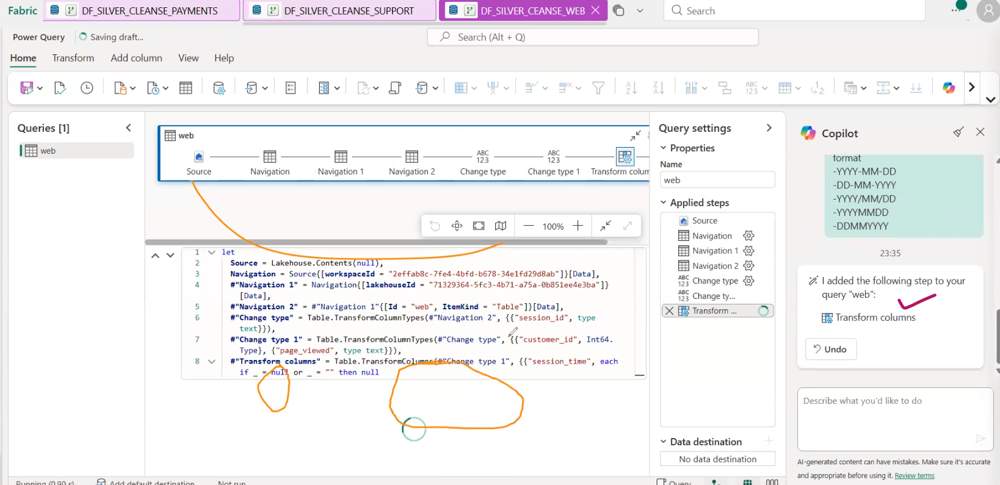 Fabric
DF_SILVER_CLEANSE_PAYMENTS
DF_SILVER_CLEANSE_SUPPORT
DF_SILVER_CEANSE_WEB
Search
Power Query
Saving draft...
Search (Alt + Q)
Home
Transform
Add column
View
Help
Queries [1]
web
web
Source
Navigation
Navigation 1
Navigation 2
ABC
123
Change type
ABC
123
Change type 1
Transform colum
100%
1 let
2 Source = Lakehouse.Contents(null),
3 Navigation = Source{[workspaceId = "2effab8c-7fe4-4bfd-b678-34e1fd29d8ab"]}[Data],
4 #"Navigation 1" = Navigation{[lakehouseId = "71329364-5fc3-4b71-a75a-0b851ee4e3ba"]}
[Data],
5 #"Navigation 2" = #"Navigation 1"{[Id = "web", ItemKind = "Table"]}[Data],
6 #"Change type" = Table.TransformColumnTypes(#"Navigation 2", {{"session_id", type
text}}),
7 #"Change type 1" = Table.TransformColumnTypes(#"Change type", {{"customer_id", Int64.
Type}, {"page_viewed", type text}}),
8 #"Transform columns" = Table.TransformColumns(#"Change type 1", {{"session_time", each
if _ = null or _ = "" then null
Query settings
Properties
Name
web
Applied steps
Source
Navigation
Navigation 1
Navigation 2
ABC
123 Change type
ABC
123 Change ty...
Transform ...
Data destination
No data destination
Copilot
format
-YYYY-MM-DD
-DD-MM-YYYY
-YYYY/MM/DD
-YYYYMMDD
-DDMMYYYY
23:35
I added the following step to your
query "web":
Transform columns
Undo
Describe what you'd like to do
AI-generated content can have mistakes. Make sure it's accurate
and appropriate before using it. Review terms
Running (0.90 s)
Add default destination
Not run
Query